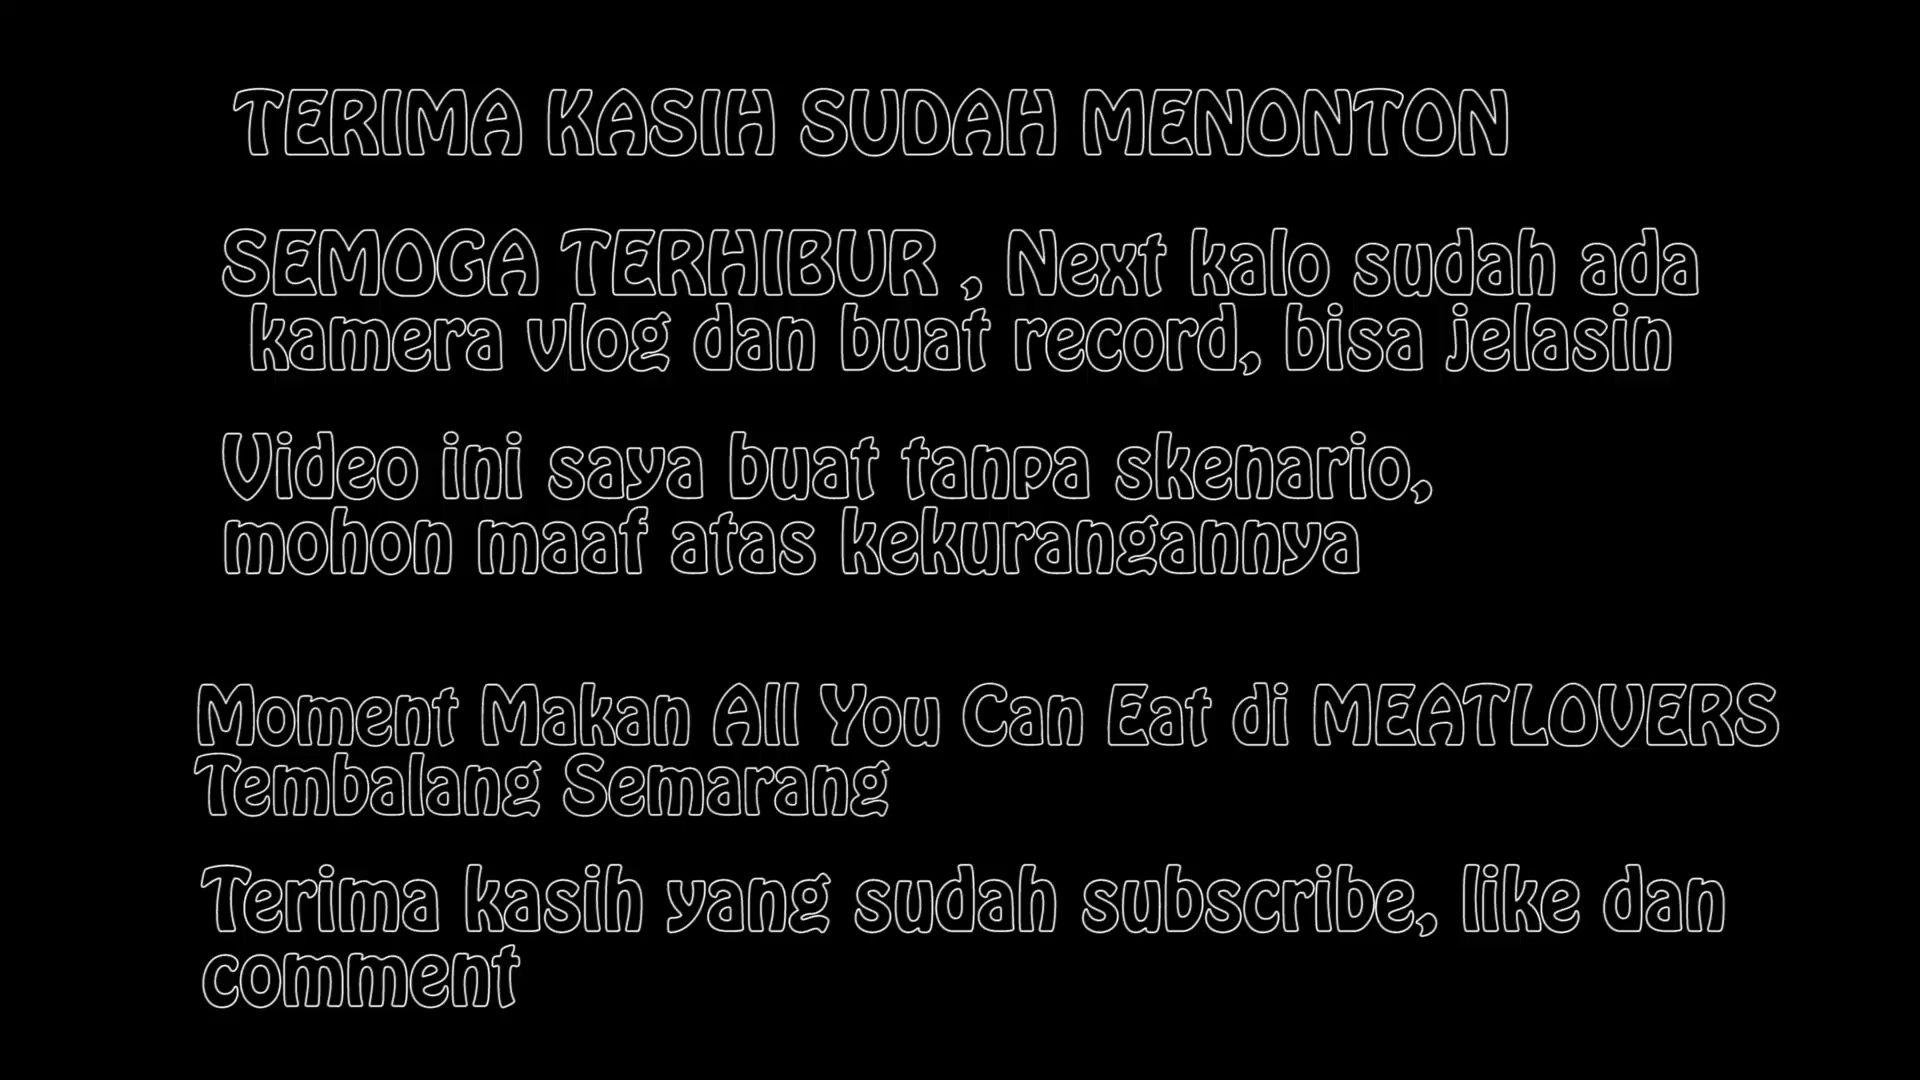 TERIMA KASIH SUDAH MENONTON
SEMOGA TERHIBUR , Next kalo sudah ada
kamera vlog dan buat record, bisa jelasin
Video ini saya buat tanpa skenario,
mohon maaf atas kekurangannya
Moment Makan All You Can Eat di MEATLOVERS
Tembalang Semarang
Terima kasih yang sudah subscribe, like dan
comment